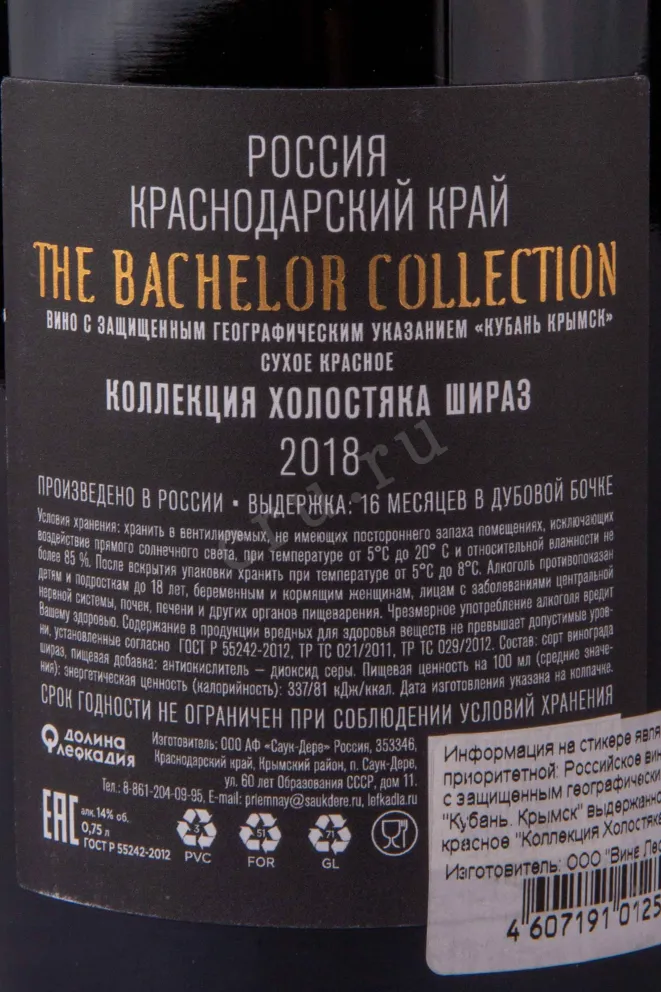 РОССИЯ
КРАСНОДАРСКИЙ КРАЙ
THE BACHELOR COLLECTION
ВИНО С ЗАЩИЩЕННЫМ ГЕОГРАФИЧЕСКИМ УКАЗАНИЕМ «КУБАНЬ КРЫМСК»
СУХОЕ КРАСНОЕ
КОЛЛЕКЦИЯ ХОЛОСТЯКА ШИРАЗ
2018
cru.ru
ПРОИЗВЕДЕНО В РОССИИ • ВЫДЕРЖКА: 16 МЕСЯЦЕВ В ДУБОВОЙ БОЧКЕ
Условия хранения: хранить в вентилируемых, не имеющих постороннего запаха помещениях, исключающих
воздействие прямого солнечного света, при температуре от 5°С до 20° С и относительной влажности не
более 85 %. После вскрытия упаковки хранить при температуре от 5°С до 8°С. Алкоголь противопоказан
детям и подросткам до 18 лет, беременным и кормящим женщинам, лицам с заболеваниями центральной
нервной системы, почек, печени и других органов пищеварения. Чрезмерное употребление алкоголя вредит
Вашему здоровью. Содержание в продукции вредных для здоровья веществ не превышает допустимые уров-
ни, установленные согласно ГОСТ Р 55242-2012, ТР ТС 021/2011, ТР ТС 029/2012. Состав: сорт винограда
шираз, пищевая добавка: антиокислитель – диоксид серы. Пищевая ценность на 100 мл (средние значе-
ния): энергетическая ценность (калорийность): 337/81 кДж/ккал. Дата изготовления указана на колпачке.
СРОК ГОДНОСТИ НЕ ОГРАНИЧЕН ПРИ СОБЛЮДЕНИИ УСЛОВИЙ ХРАНЕНИЯ
ДОЛИНА
ЛЕФКАДИЯ
Изготовитель: ООО АФ «Саук-Дере» Россия, 353346,
Краснодарский край, Крымский район, п. Саук-Дере,
ул. 60 лет Образования СССР, дом 11.
Тел.: 8-861-204-09-95, E-mail: priemnay@saukdere.ru, lefkadia.ru
EAC
алк.14% об.
0,75 л
ГОСТ Р 55242-2012
3
PVC
51
FOR
71
GL
Информация на стикере явля
приоритетной: Российское вин
с защищенным географически
"Кубань. Крымск" выдержанно
красное "Коллекция Холостяка
Изготовитель: ООО "Вина Ле
4 607191 0125